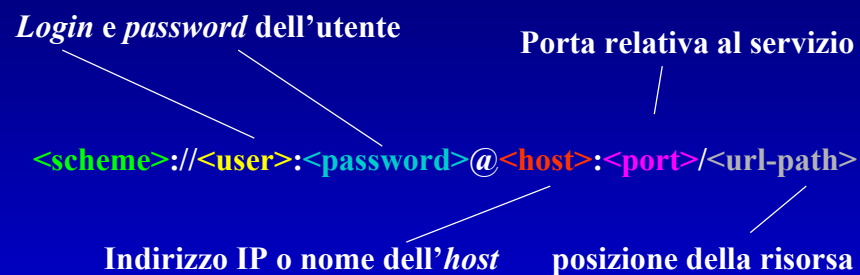 Login e password dell'utente
Porta relativa al servizio
<scheme>://<user>:<password>@<host>:<port>/<url-path>
Indirizzo IP o nome dell'host
posizione della risorsa